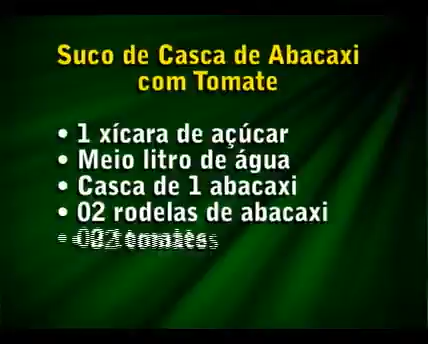 Suco de Casca de Abacaxi
com Tomate
• 1 xícara de açúcar
• Meio litro de água
• Casca de 1 abacaxi
• 02 rodelas de abacaxi
• tomates